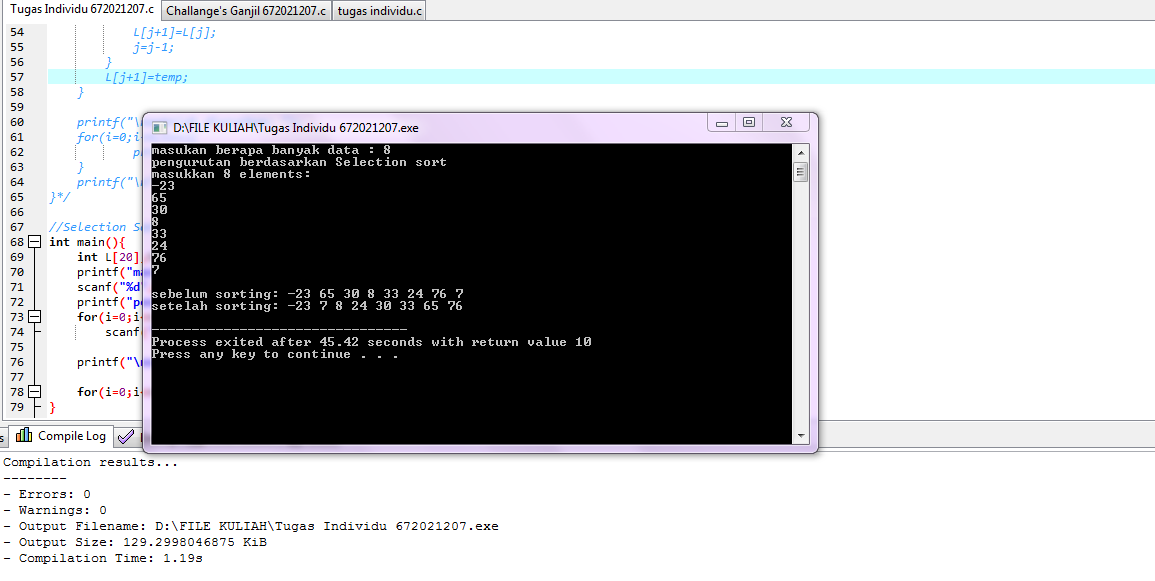 Tugas Individu 672021207.c Challange's Ganjil 672021207.c tugas individu.c
54 L[j+1]=L[j];
55 j=j-1;
56 }
57 L[j+1]=temp;
58 }
59
60 printf("\
61 for(i=0;i
62
63 }
64 printf("\
65 }*/
66
67 //Selection S
68 int main(){
69 int L[20]
70 printf("ma
71 scanf("%d"
72 printf("pe
73 for(i=0;i
74 scanf
75
76 printf("\
77
78 for(i=0;i
79 }
D:\FILE KULIAH\Tugas Individu 672021207.exe
masukan berapa banyak data : 8
pengurutan berdasarkan Selection sort
masukkan 8 elements:
-23
65
30
8
33
24
76
7
sebelum sorting: -23 65 30 8 33 24 76 7
setelah sorting: -23 7 8 24 30 33 65 76
--------------------------------
Process exited after 45.42 seconds with return value 10
Press any key to continue . . .
s Compile Log
Compilation results...
--------
- Errors: 0
- Warnings: 0
- Output Filename: D:\FILE KULIAH\Tugas Individu 672021207.exe
- Output Size: 129.2998046875 KiB
- Compilation Time: 1.19s